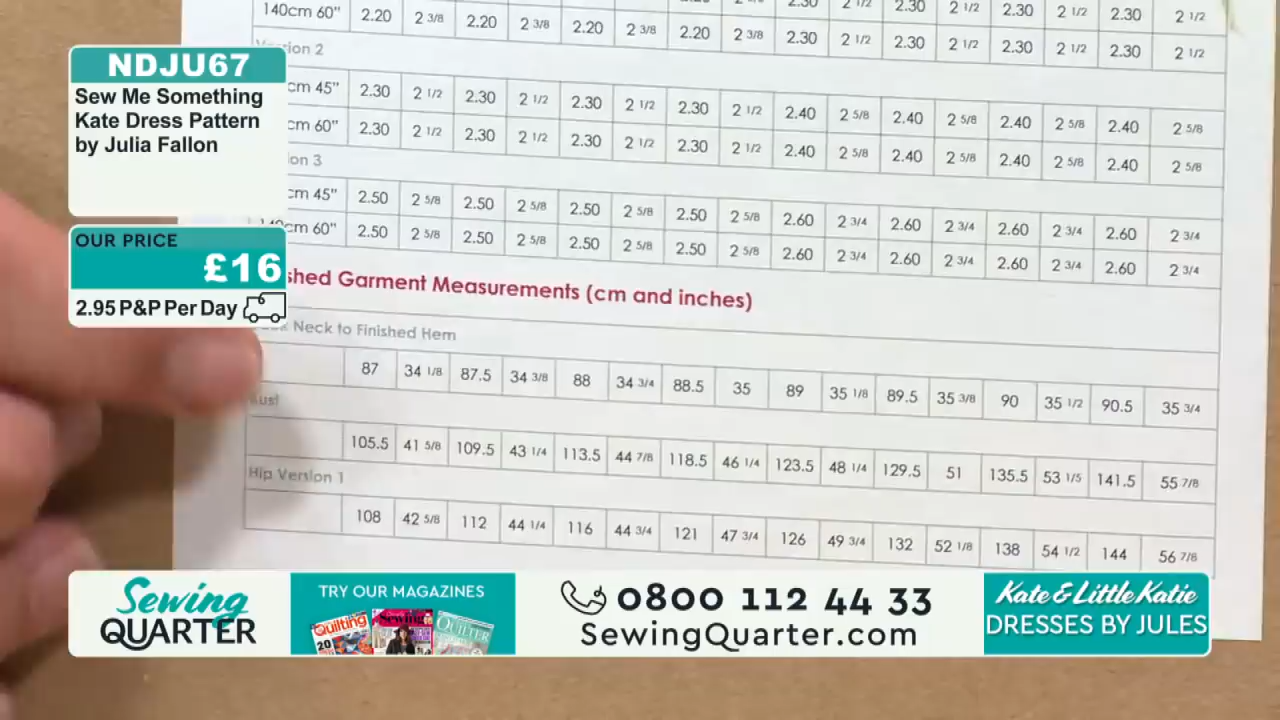 140cm 60" 2.20 2 3/8 2.20 2 3/8 2.20 2 3/8 2.20 2 3/8 2.30 2 1/2 2.30 2 1/2 2.30 2 1/2 2.30 2 1/2
NDJU67
Sew Me Something
Kate Dress Pattern
by Julia Fallon
cm 45" 2.30 2 1/2 2.30 2 1/2 2.30 2 1/2 2.30 2 1/2 2.40 2 5/8 2.40 2 5/8 2.40 2 5/8 2.40 2 5/8
cm 60" 2.30 2 1/2 2.30 2 1/2 2.30 2 1/2 2.30 2 1/2 2.40 2 5/8 2.40 2 5/8 2.40 2 5/8 2.40 2 5/8
ion 3
cm 45" 2.50 2 5/8 2.50 2 5/8 2.50 2 5/8 2.50 2 5/8 2.60 2 3/4 2.60 2 3/4 2.60 2 3/4 2.60 2 3/4
cm 60" 2.50 2 5/8 2.50 2 5/8 2.50 2 5/8 2.50 2 5/8 2.60 2 3/4 2.60 2 3/4 2.60 2 3/4 2.60 2 3/4
OUR PRICE
£16
2.95 P&P Per Day
shed Garment Measurements (cm and inches)
Neck to Finished Hem
87 34 1/8 87.5 34 3/8 88 34 3/4 88.5 35 89 35 1/8 89.5 35 3/8 90 35 1/2 90.5 35 3/4
Bust
105.5 41 5/8 109.5 43 1/4 113.5 44 7/8 118.5 46 1/4 123.5 48 1/4 129.5 51 135.5 53 1/5 141.5 55 7/8
Hip Version 1
108 42 5/8 112 44 1/4 116 44 3/4 121 47 3/4 126 49 3/4 132 52 1/8 138 54 1/2 144 56 7/8
Sewing
QUARTER
TRY OUR MAGAZINES
Quilting
Sewing
QUILTER
0800 112 44 33
SewingQuarter.com
Kate & Little Katie
DRESSES BY JULES